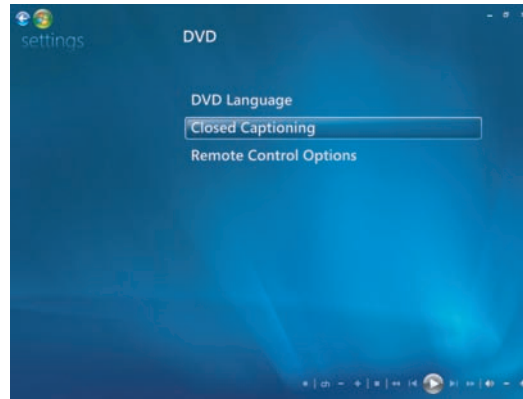 settings
DVD
DVD Language
Closed Captioning
Remote Control Options
ch